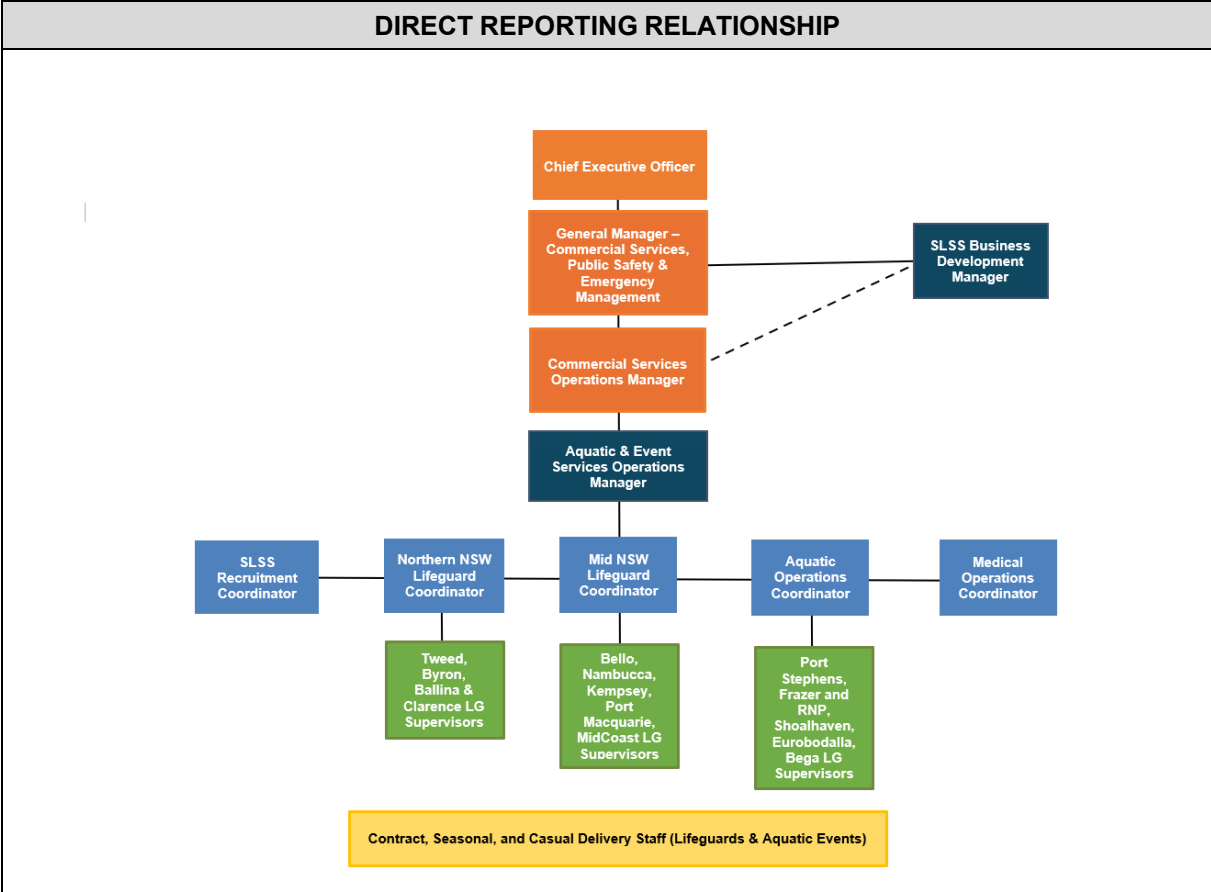 DIRECT REPORTING RELATIONSHIP
Chief Executive Officer
General Manager –
Commercial Services,
Public Safety &
Emergency
Management
SLSS Business
Development
Manager
Commercial Services
Operations Manager
Aquatic & Event
Services Operations
Manager
SLSS
Recruitment
Coordinator
Northern NSW
Lifeguard
Coordinator
Mid NSW
Lifeguard
Coordinator
Aquatic
Operations
Coordinator
Medical
Operations
Coordinator
Tweed,
Byron,
Ballina &
Clarence LG
Supervisors
Bello,
Nambucca,
Kempsey,
Port
Macquarie,
MidCoast LG
Supervisors
Port
Stephens,
Frazer and
RNP,
Shoalhaven,
Eurobodalla,
Bega LG
Supervisors
Contract, Seasonal, and Casual Delivery Staff (Lifeguards & Aquatic Events)